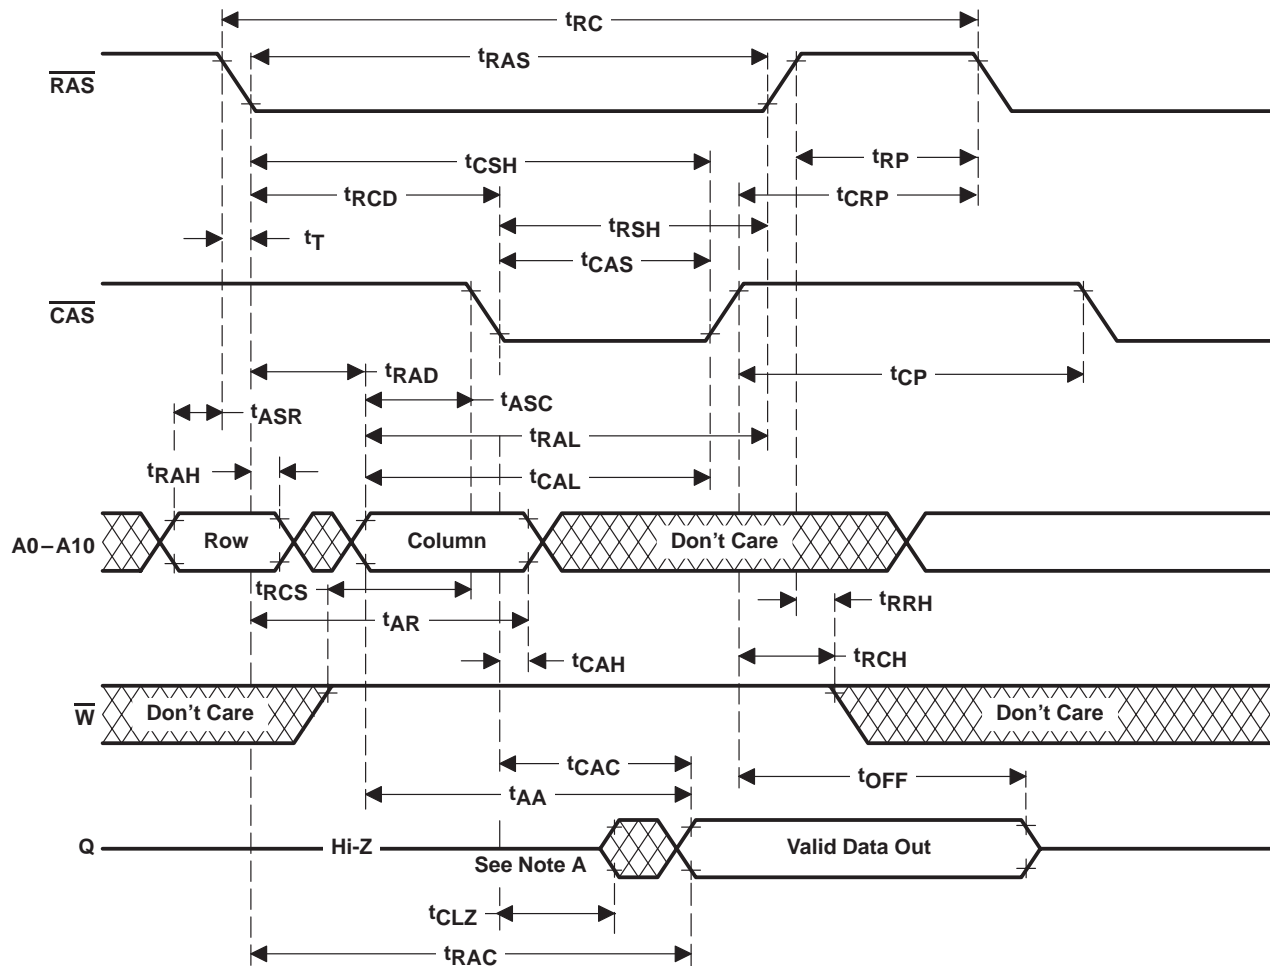 tRC
tRAS
RAS
tRP
tCSH
tRCD
tCRP
tRSH
tT
tCAS
CAS
tRAD
tCP
tASC
tASR
tRAL
tRAH
tCAL
A0–A10
Row
Column
Don't Care
tRCS
tRRH
tAR
tCAH
tRCH
W
Don't Care
Don't Care
tCAC
tOFF
tAA
Q
Hi-Z
See Note A
Valid Data Out
tCLZ
tRAC